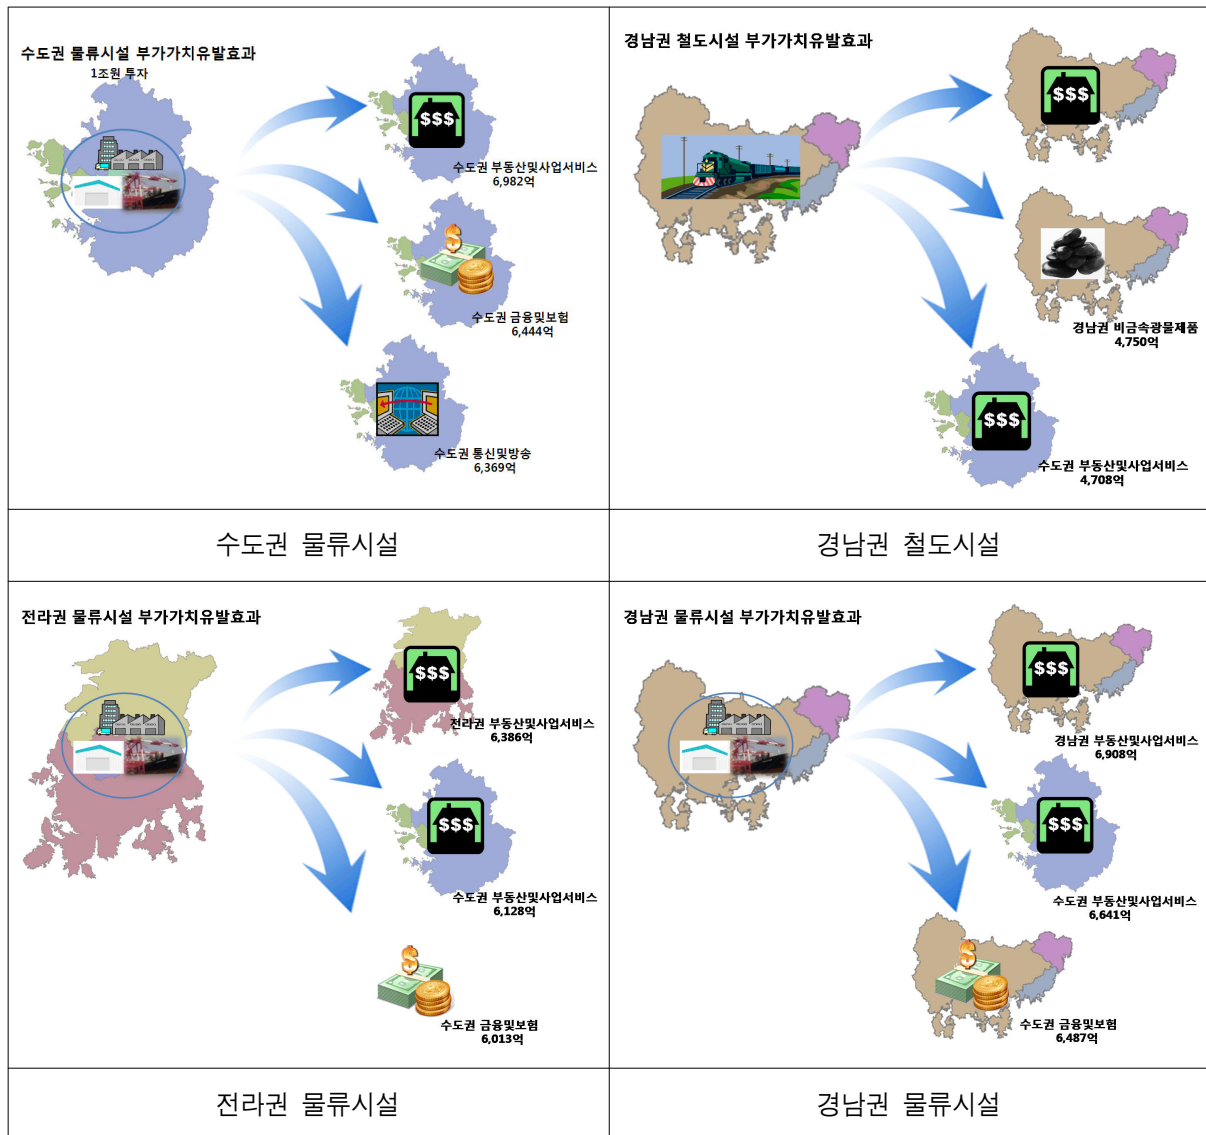 수도권 물류시설 부가가치유발효과
1조원 투자
$$$
수도권 부동산및사업서비스
6,982억
$
수도권 금융및보험
6,444억
수도권 통신및방송
6,369억
수도권 물류시설
경남권 철도시설 부가가치유발효과
$$$
경남권 비금속광물제품
4,750억
$$$
수도권 부동산및사업서비스
4,708억
경남권 철도시설
전라권 물류시설 부가가치유발효과
$$$
전라권 부동산및사업서비스
6,386억
$$$
수도권 부동산및사업서비스
6,128억
$
수도권 금융및보험
6,013억
전라권 물류시설
경남권 물류시설 부가가치유발효과
$$$
경남권 부동산및사업서비스
6,908억
$$$
수도권 부동산및사업서비스
6,641억
$
수도권 금융및보험
6,487억
경남권 물류시설